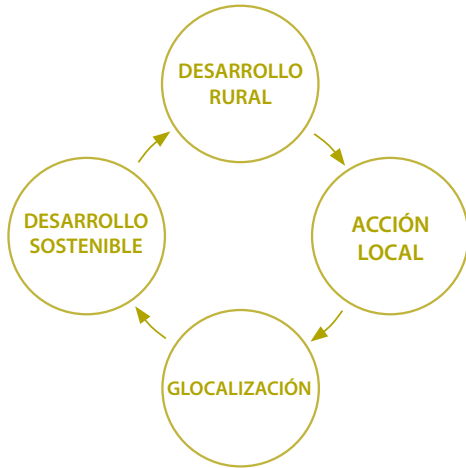 DESARROLLO
RURAL
ACCIÓN
LOCAL
GLOCALIZACIÓN
DESARROLLO
SOSTENIBLE